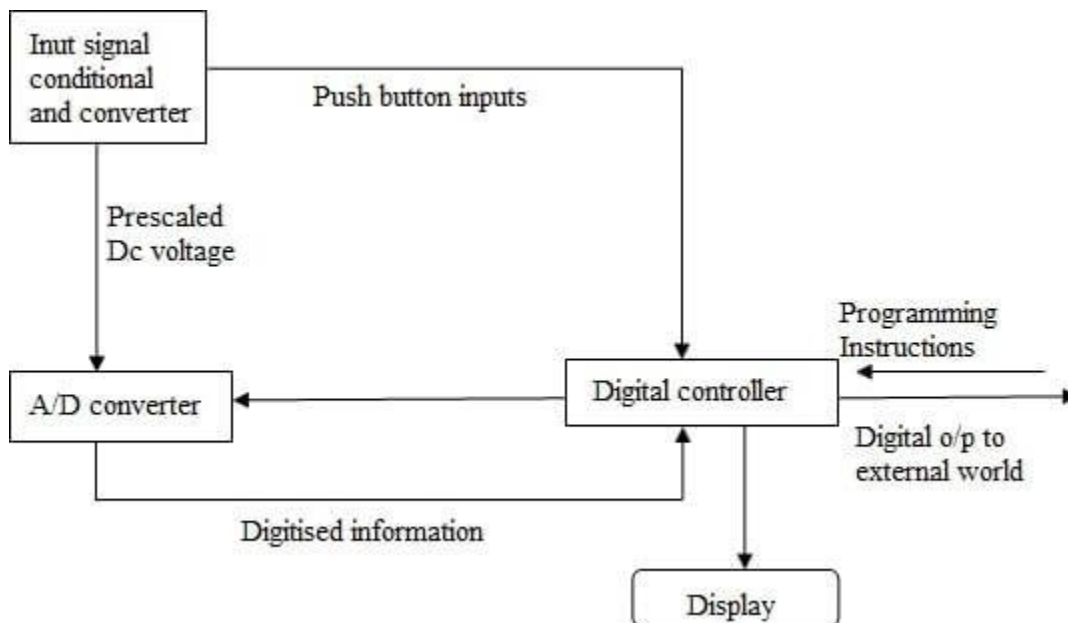 Inut signal
conditional
and converter
Push button inputs
Prescaled
Dc voltage
Programming
Instructions
A/D converter
Digital controller
Digital o/p to
external world
Digitised information
Display